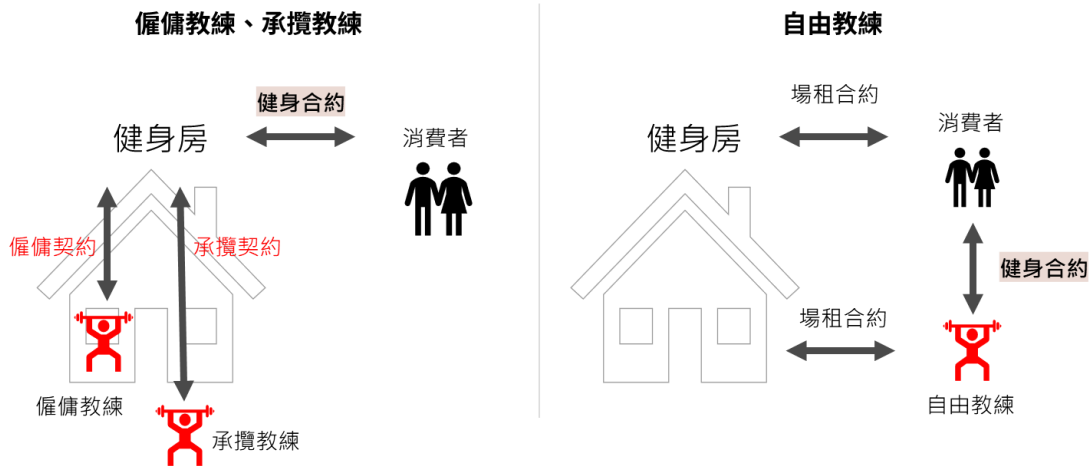 僱傭教練、承攬教練
健身合約
健身房
消費者
僱傭契約
承攬契約
僱傭教練
承攬教練
自由教練
場租合約
健身房
消費者
健身合約
場租合約
自由教練